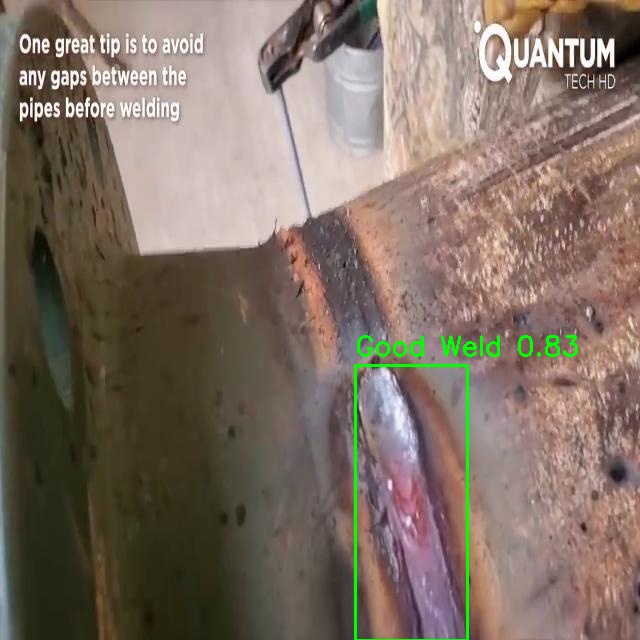 One great tip is to avoid
any gaps between the
pipes before welding
QUANTUM
TECH HD
Good Weld 0.83